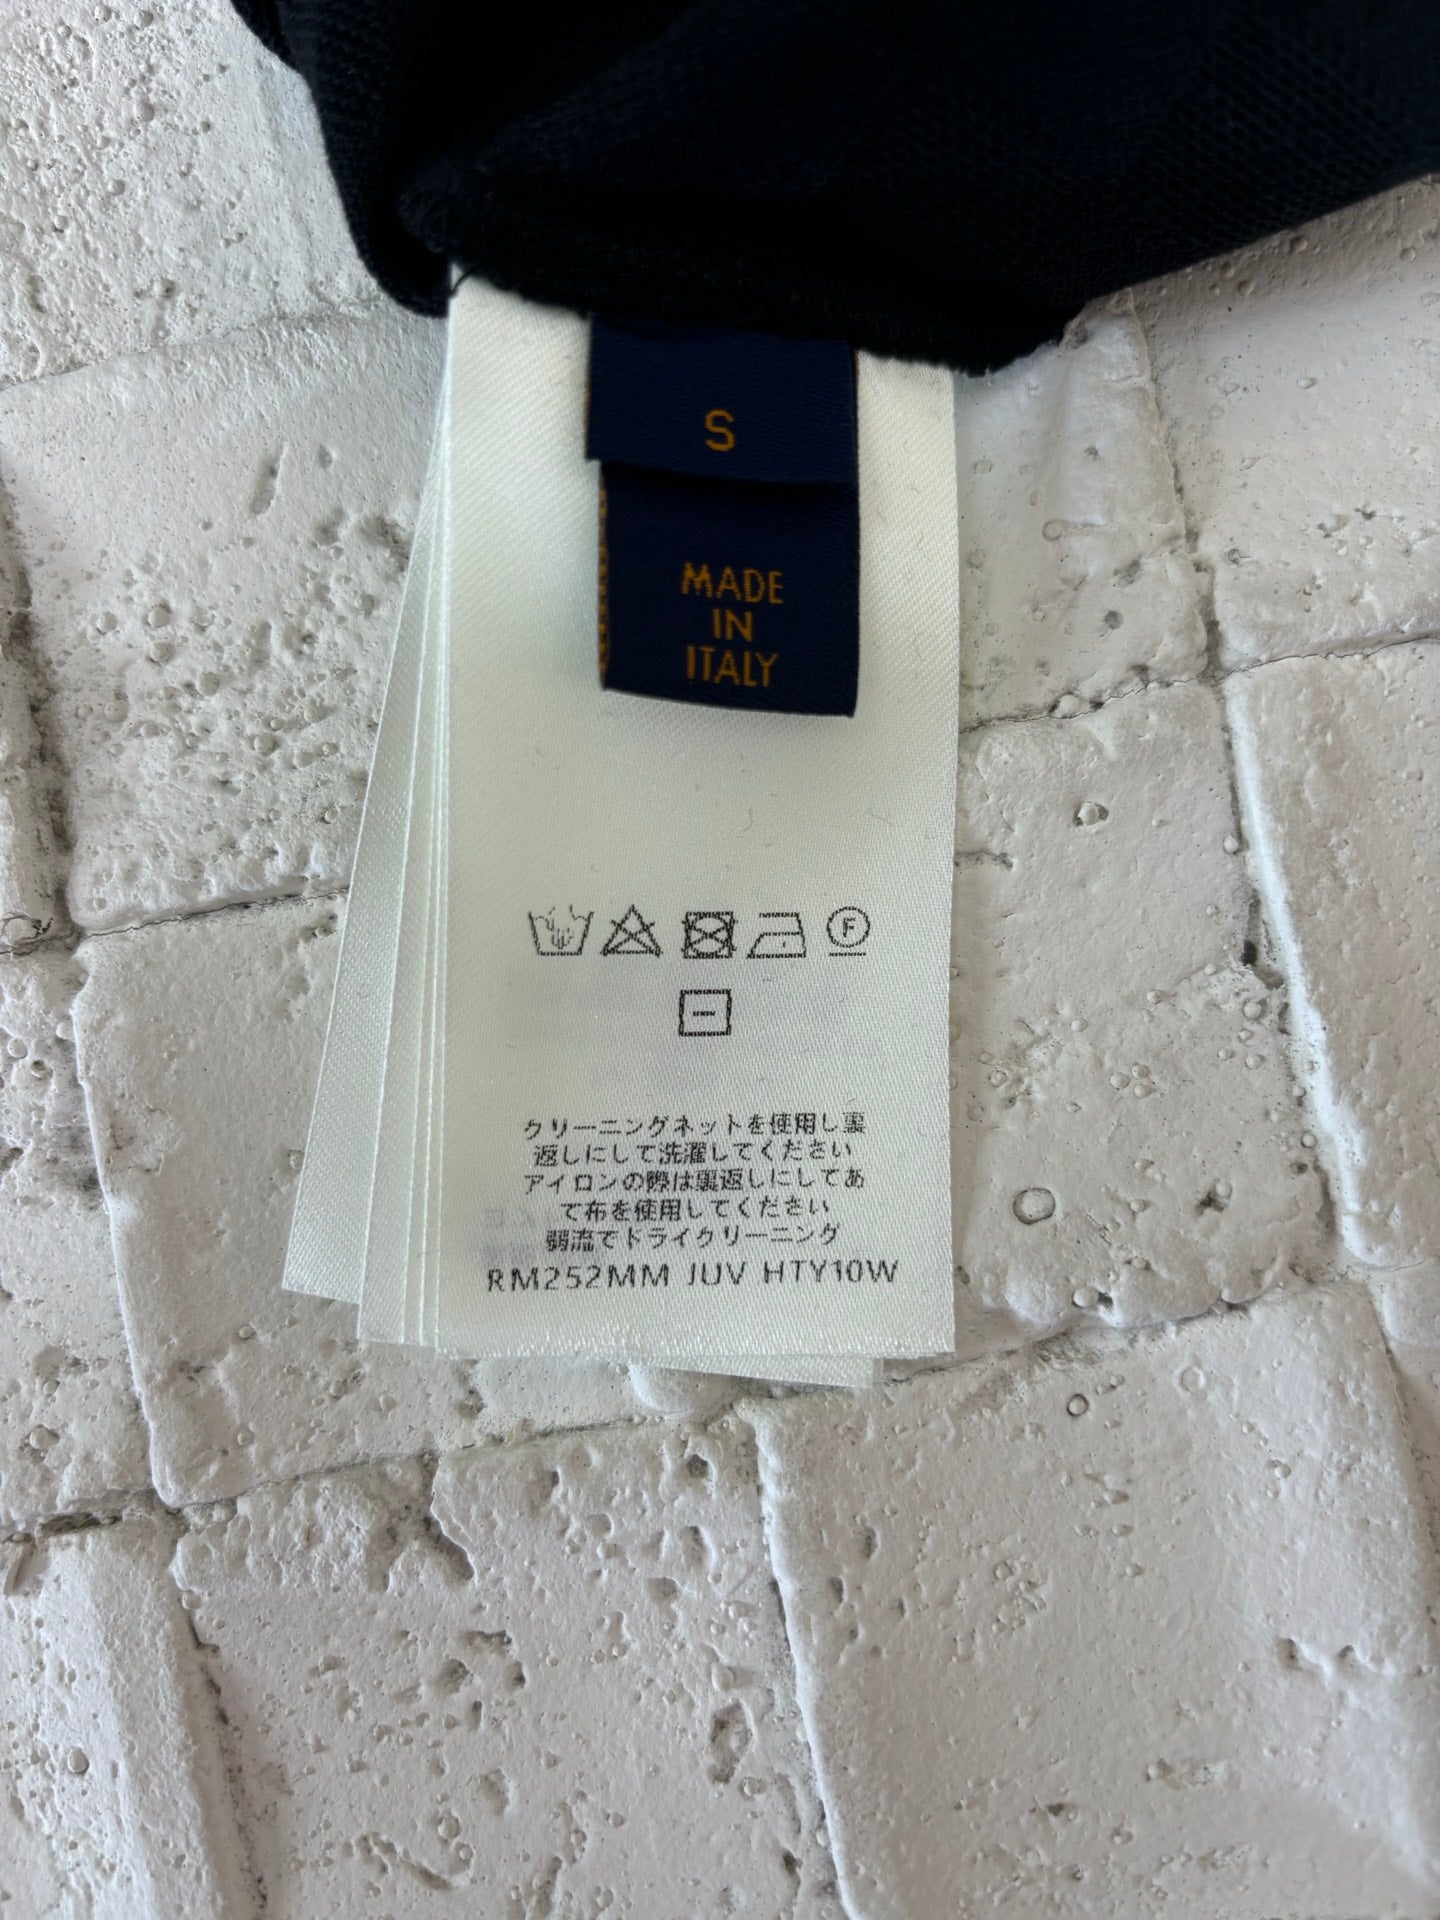 S
MADE
IN
ITALY
F
クリーニングネットを使用し裏
返しにして洗濯してください
アイロンの際は裏返しにしてあ
て布を使用してください
弱流でドライクリーニング
RM252MM JUV HTY10W